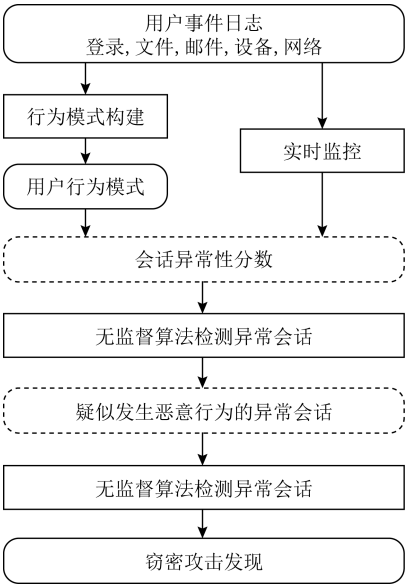 用户事件日志
登录, 文件, 邮件, 设备, 网络
行为模式构建
实时监控
用户行为模式
会话异常性分数
无监督算法检测异常会话
疑似发生恶意行为的异常会话
无监督算法检测异常会话
窃密攻击发现